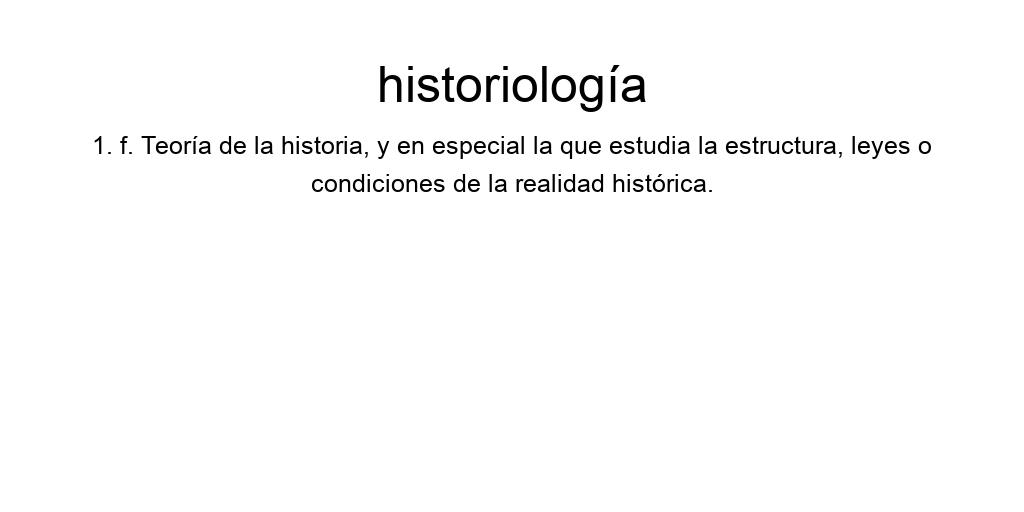 historiología
1. f. Teoría de la historia, y en especial la que estudia la estructura, leyes o
condiciones de la realidad histórica.